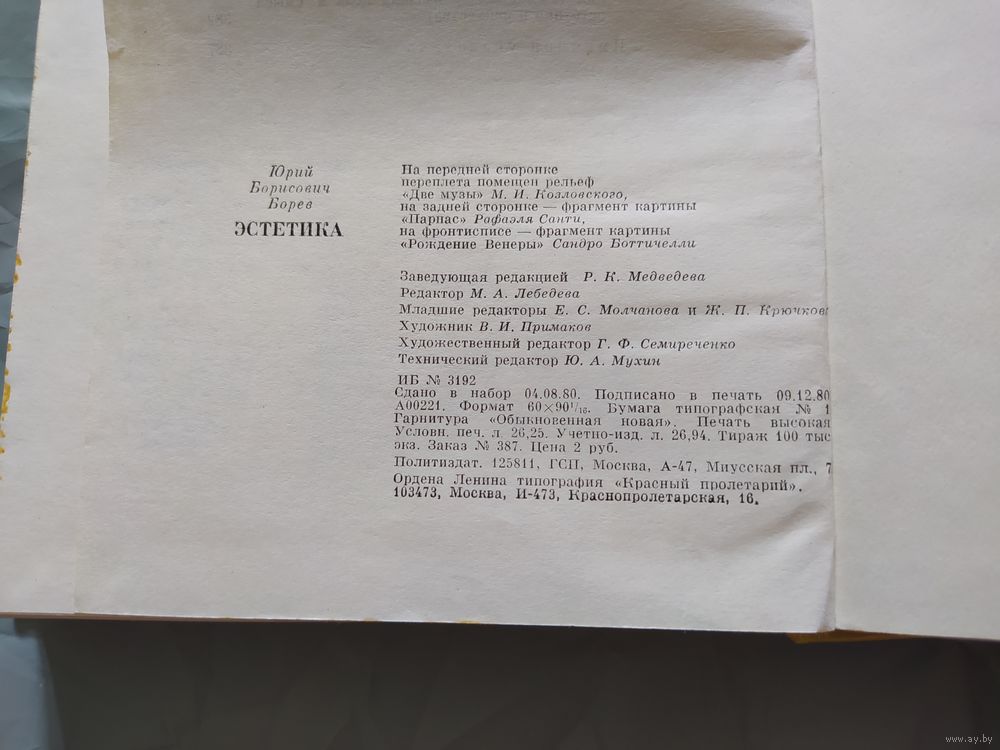 Юрий
Борисович
Борев
ЭСТЕТИКА
На передней сторонке
переплета помещен рельеф
«Две музы» М. И. Козловского,
на задней сторонке — фрагмент картины
«Парнас» Рафаэля Санти,
на фронтисписе — фрагмент картины
«Рождение Венеры» Сандро Боттичелли
Заведующая редакцией Р. К. Медведева
Редактор М. А. Лебедева
Младшие редакторы Е. С. Молчанова и Ж. П. Крючков
Художник В. И. Примаков
Художественный редактор Г. Ф. Семиреченко
Технический редактор Ю. А. Мухин
ИБ № 3192
Сдано в набор 04.08.80. Подписано в печать 09.12.80
А00221. Формат 60×90¹/₁₆. Бумага типографская № 1
Гарнитура «Обыкновенная новая». Печать высокая
Условн. печ. л. 26,25. Учетно-изд. л. 26,94. Тираж 100 тыс
экз. Заказ № 387. Цена 2 руб.
Политиздат. 125811, ГСП, Москва, А-47, Миусская пл., 7
Ордена Ленина типография «Красный пролетарий».
103473, Москва, И-473, Краснопролетарская, 16.
www.ay.by